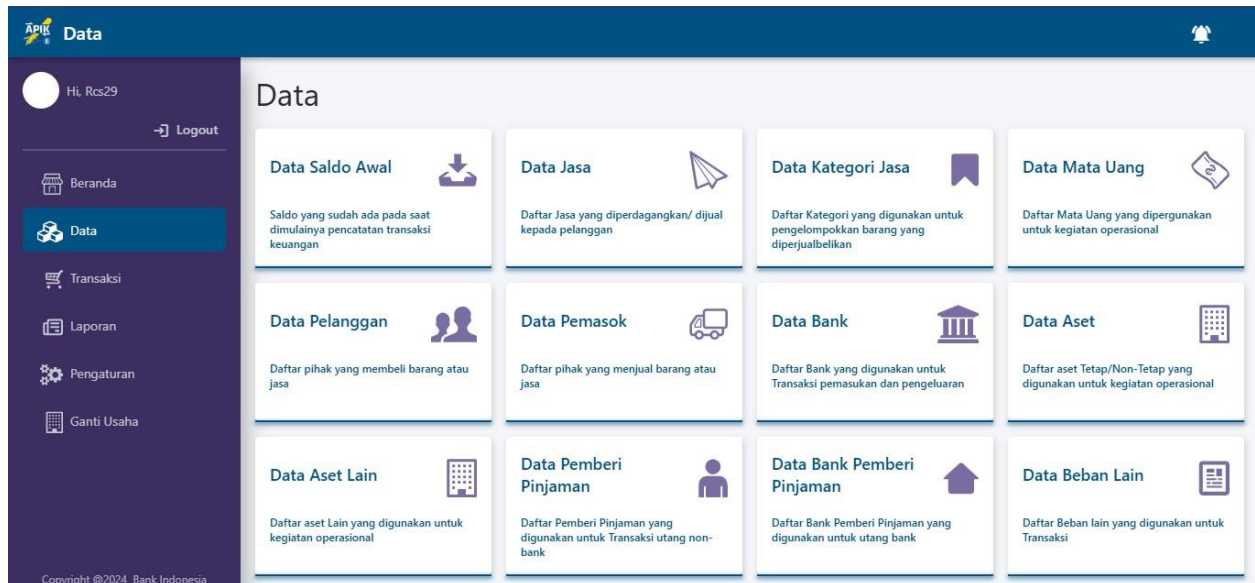 APIK Data
Hi, Rcs29
Logout
Beranda
Data
Transaksi
Laporan
Pengaturan
Ganti Usaha
Copyright @2024 Bank Indonesia
Data
Data Saldo Awal
Saldo yang sudah ada pada saat
dimulainya pencatatan transaksi
keuangan
Data Jasa
Daftar Jasa yang diperdagangkan/ dijual
kepada pelanggan
Data Kategori Jasa
Daftar Kategori yang digunakan untuk
pengelompokkan barang yang
diperjualbelikan
Data Mata Uang
Daftar Mata Uang yang dipergunakan
untuk kegiatan operasional
Data Pelanggan
Daftar pihak yang membeli barang atau
jasa
Data Pemasok
Daftar pihak yang menjual barang atau
jasa
Data Bank
Daftar Bank yang digunakan untuk
Transaksi pemasukan dan pengeluaran
Data Aset
Daftar aset Tetap/Non-Tetap yang
digunakan untuk kegiatan operasional
Data Aset Lain
Daftar aset Lain yang digunakan untuk
kegiatan operasional
Data Pemberi
Pinjaman
Daftar Pemberi Pinjaman yang
digunakan untuk Transaksi utang non-
bank
Data Bank Pemberi
Pinjaman
Daftar Bank Pemberi Pinjaman yang
digunakan untuk utang bank
Data Beban Lain
Daftar Beban lain yang digunakan untuk
Transaksi